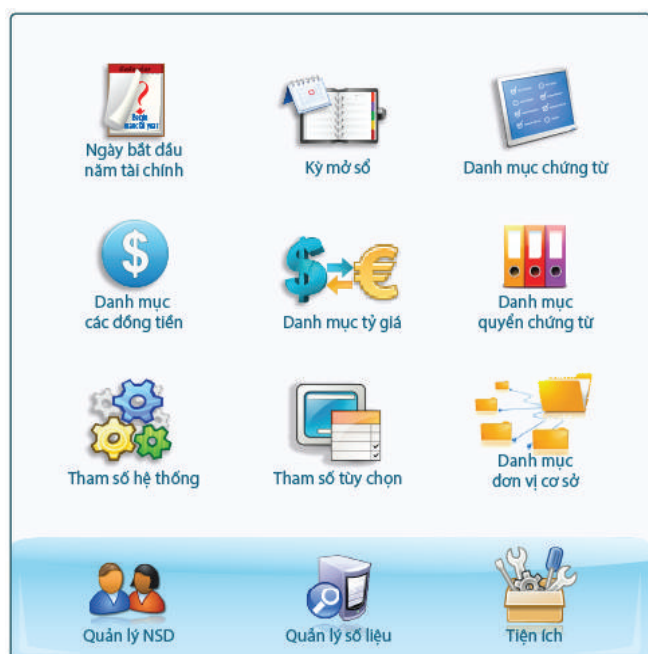 Ngày bắt đầu
năm tài chính
Kỳ mở sổ
Danh mục chứng từ
Danh mục
các đồng tiền
Danh mục tỷ giá
Danh mục
quyển chứng từ
Tham số hệ thống
Tham số tùy chọn
Danh mục
đơn vị cơ sở
Quản lý NSD
Quản lý số liệu
Tiện ích